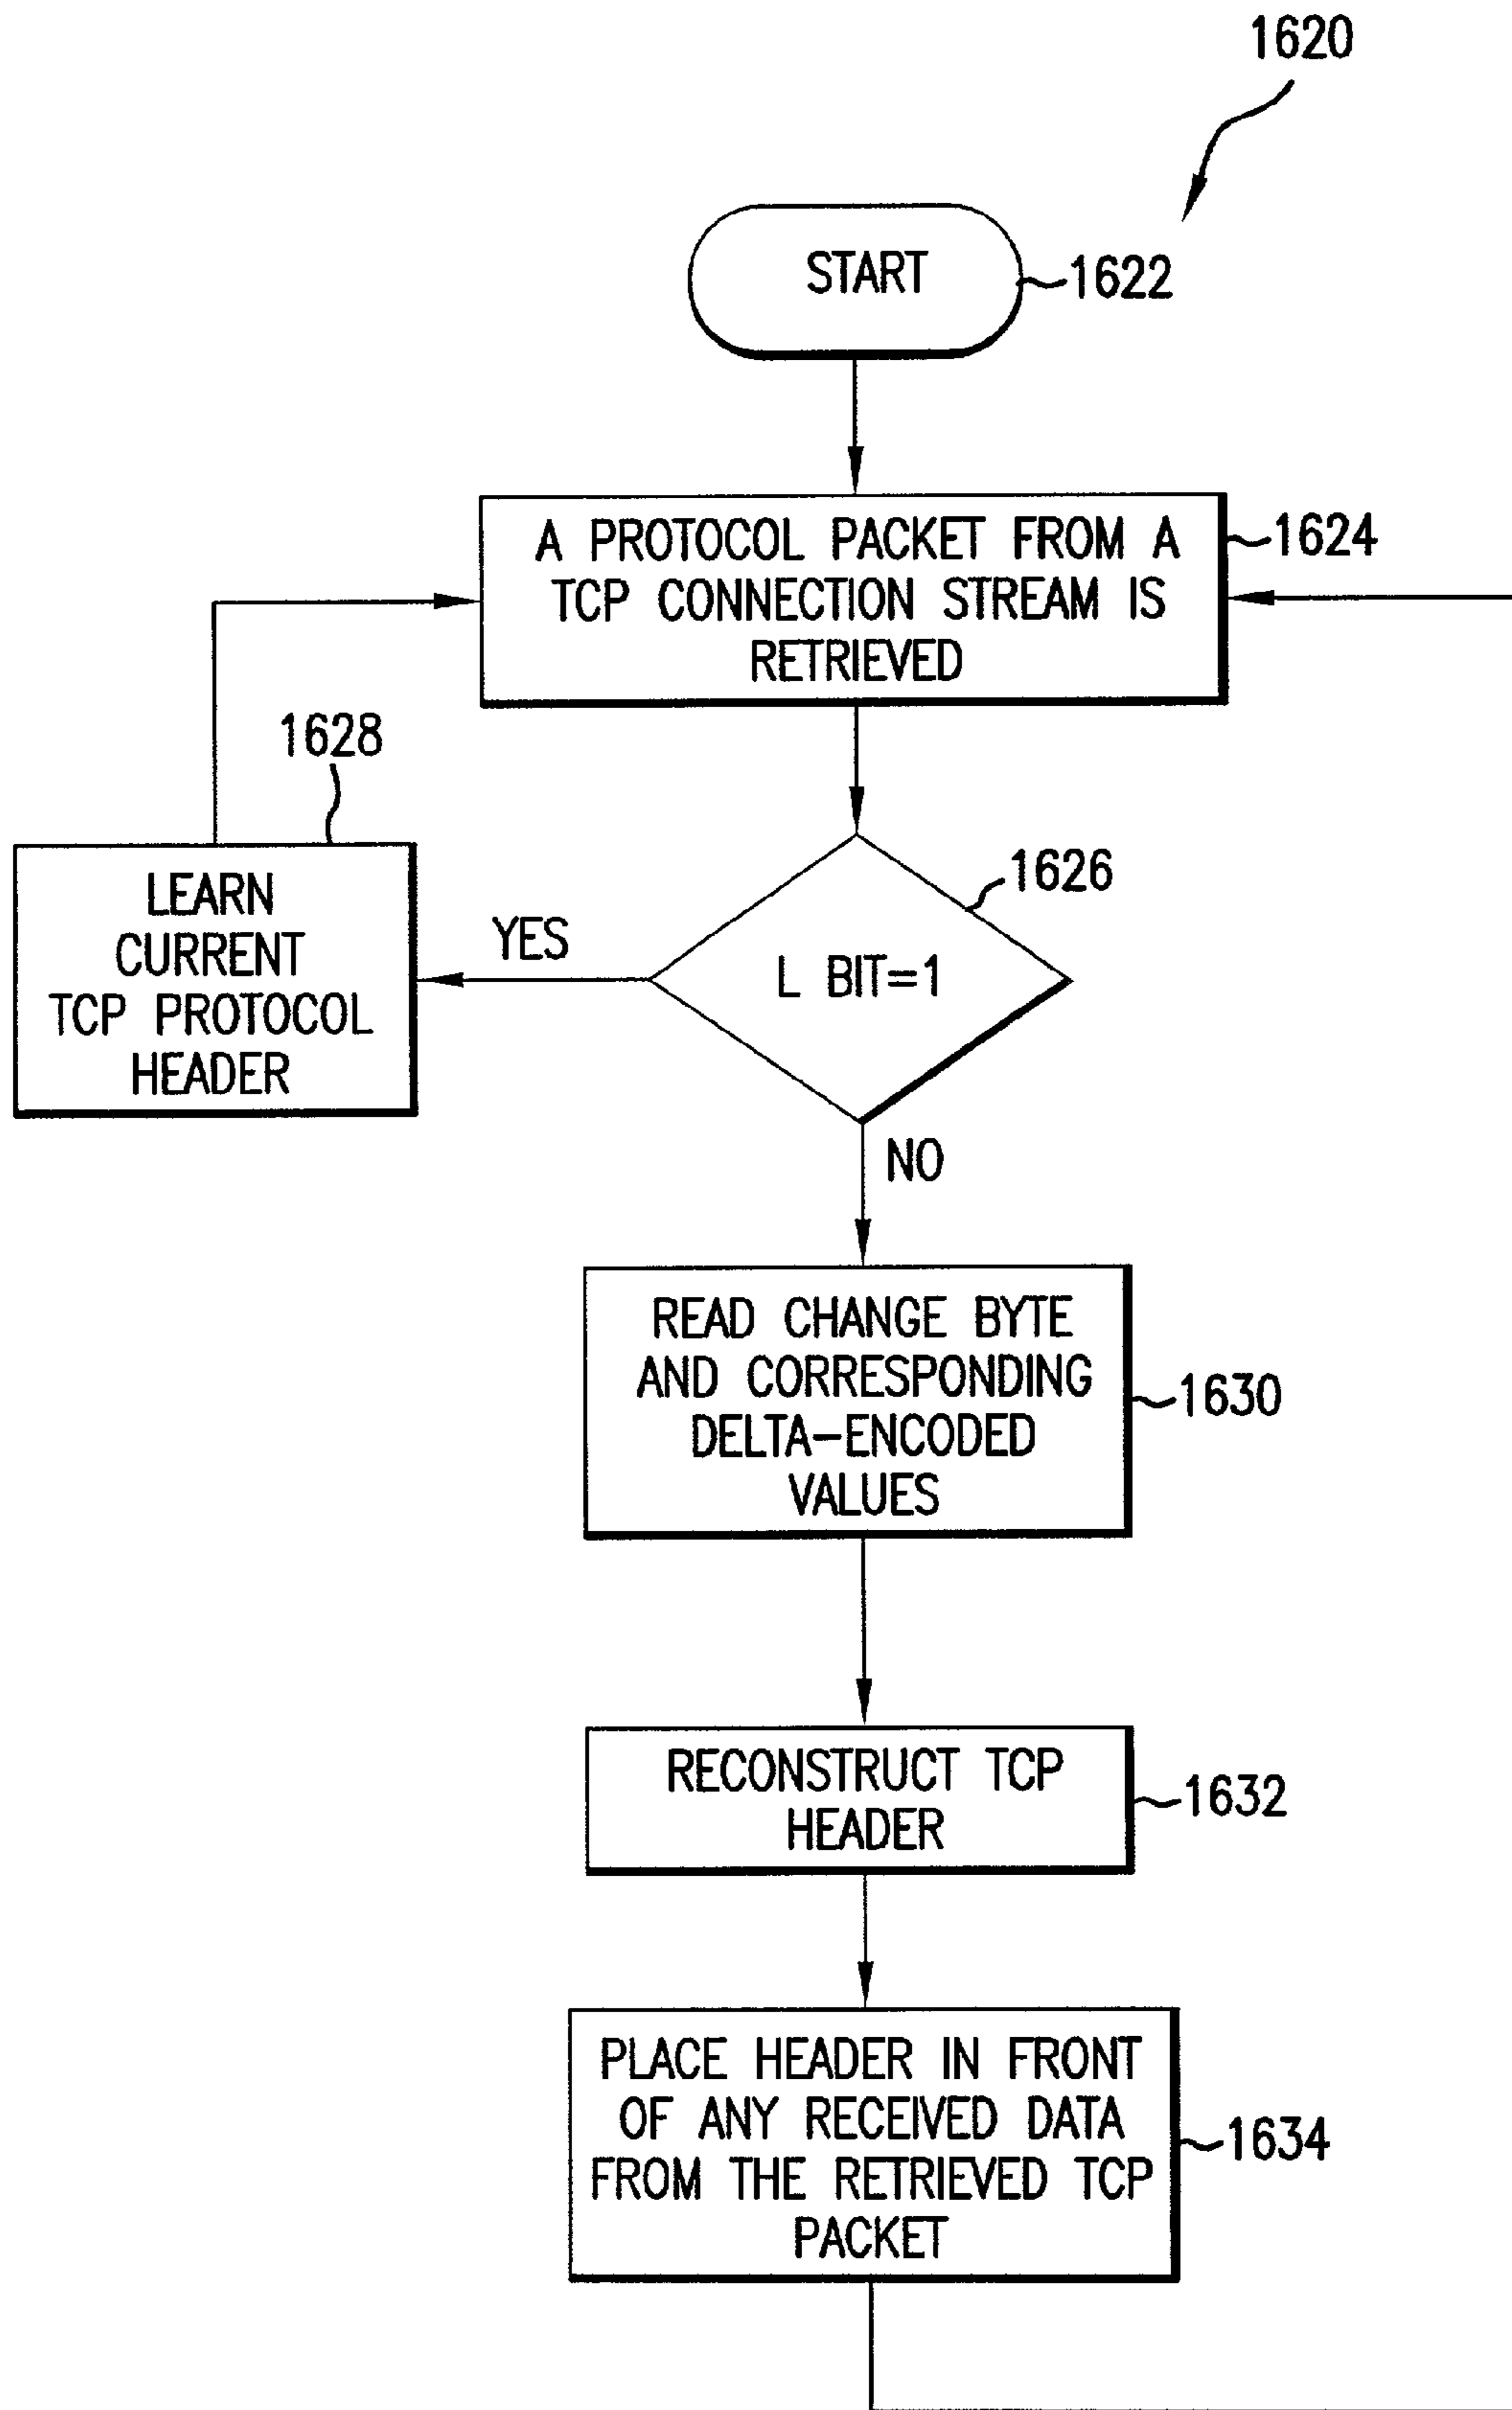 1620
START
1622
A PROTOCOL PACKET FROM A
TCP CONNECTION STREAM IS
RETRIEVED
1624
1628
LEARN
CURRENT
TCP PROTOCOL
HEADER
YES
L BIT=1
1626
NO
READ CHANGE BYTE
AND CORRESPONDING
DELTA-ENCODED
VALUES
1630
RECONSTRUCT TCP
HEADER
1632
PLACE HEADER IN FRONT
OF ANY RECEIVED DATA
FROM THE RETRIEVED TCP
PACKET
1634